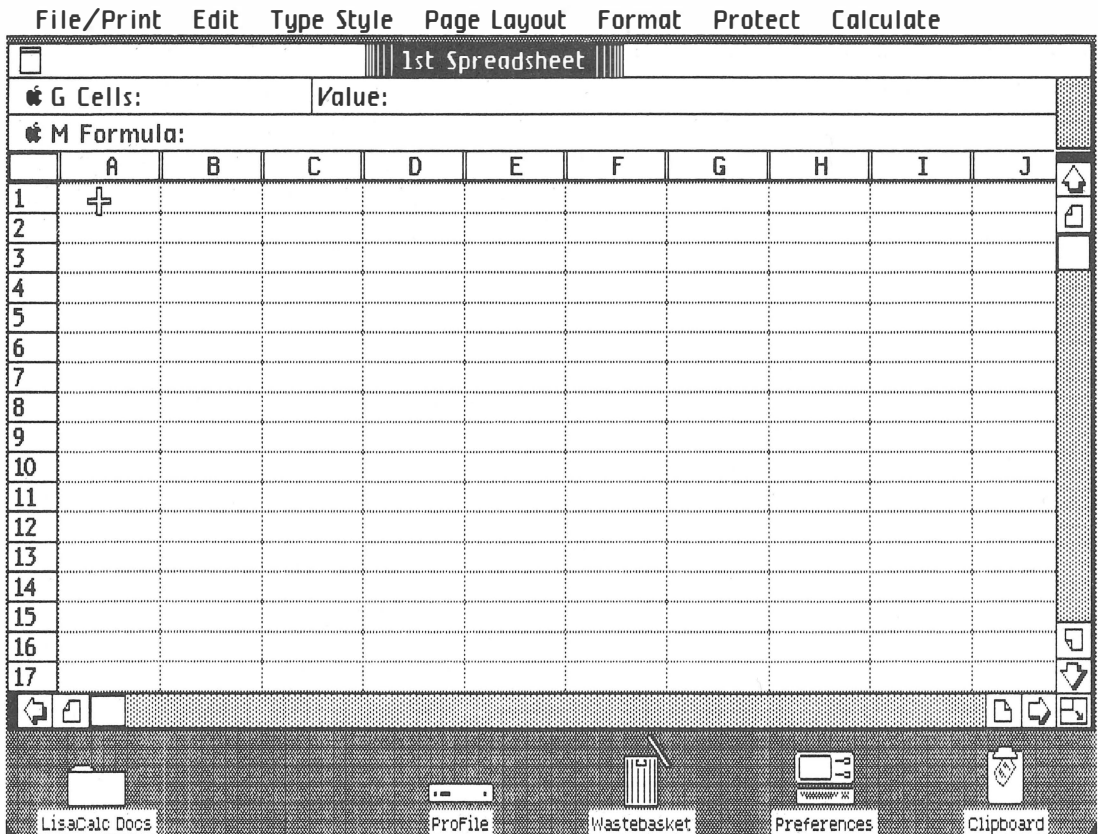 File/Print Edit Type Style Page Layout Format Protect Calculate
1st Spreadsheet
G Cells: Value:
M Formula:
A B C D E F G H I J
1
2
3
4
5
6
7
8
9
10
11
12
13
14
15
16
17
LisaCalc Docs ProFile Wastebasket Preferences Clipboard